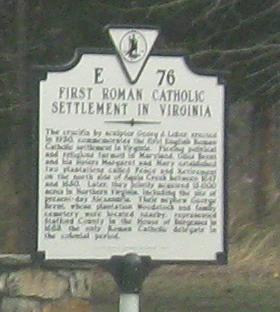 E 76
FIRST ROMAN CATHOLIC
SETTLEMENT IN VIRGINIA
The crucifix by sculptor Georg J. Lober, erected
in 1930, commemorates the first English Roman
Catholic settlement in Virginia. Fleeing political
and religious turmoil in Maryland, Giles Brent
and his sisters Margaret and Mary established
two plantations called Peace and Retirement
on the north side of Aquia Creek between 1647
and 1650. Later, they jointly acquired 15,000
acres in Northern Virginia, including the site of
present-day Alexandria. Their nephew George
Brent, whose plantation Woodstock and family
cemetery were located nearby, represented
Stafford County in the House of Burgesses in
1688, the only Roman Catholic delegate in
the colonial period.